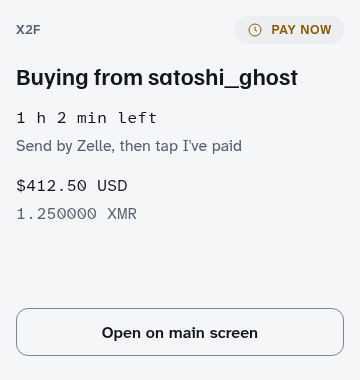 X2F
PAY NOW
Buying from satoshi_ghost
1 h 2 min left
Send by Zelle, then tap I've paid
$412.50 USD
1.250000 XMR
Open on main screen